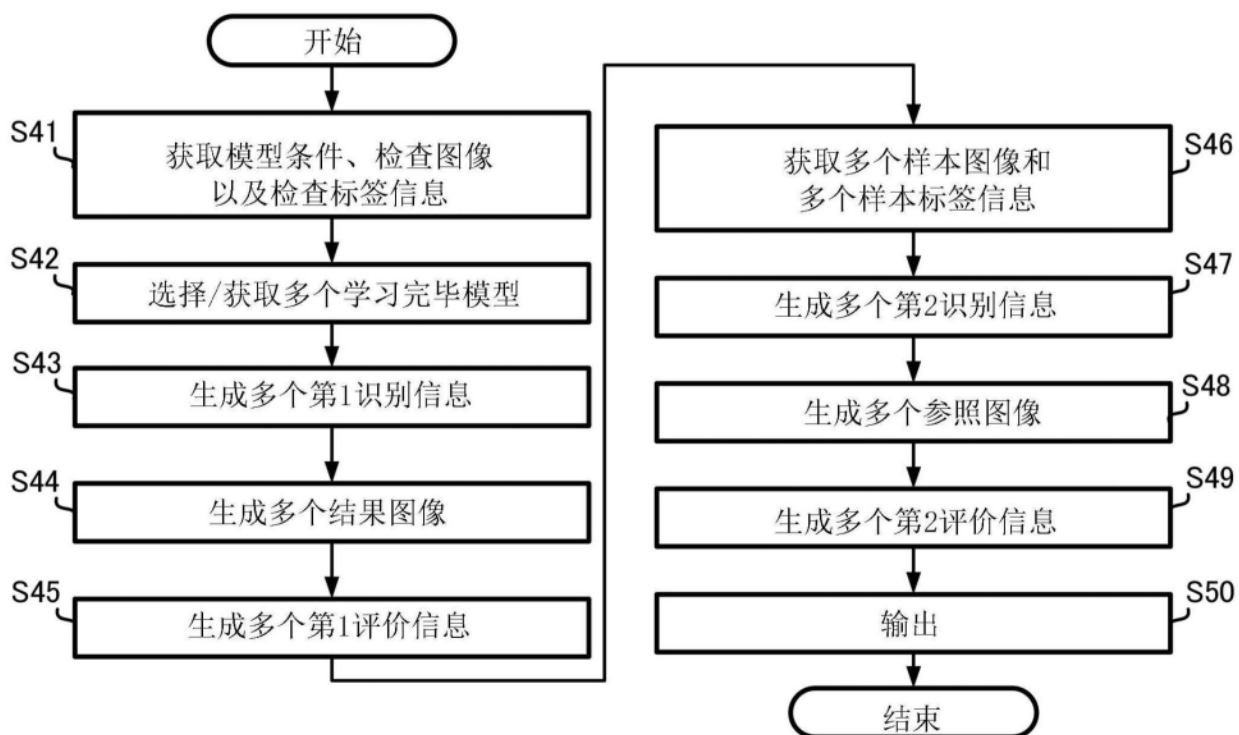 开始
S41
获取模型条件、检查图像
以及检查标签信息
S42
选择/获取多个学习完毕模型
S43
生成多个第1识别信息
S44
生成多个结果图像
S45
生成多个第1评价信息
S46
获取多个样本图像和
多个样本标签信息
S47
生成多个第2识别信息
S48
生成多个参照图像
S49
生成多个第2评价信息
S50
输出
结束